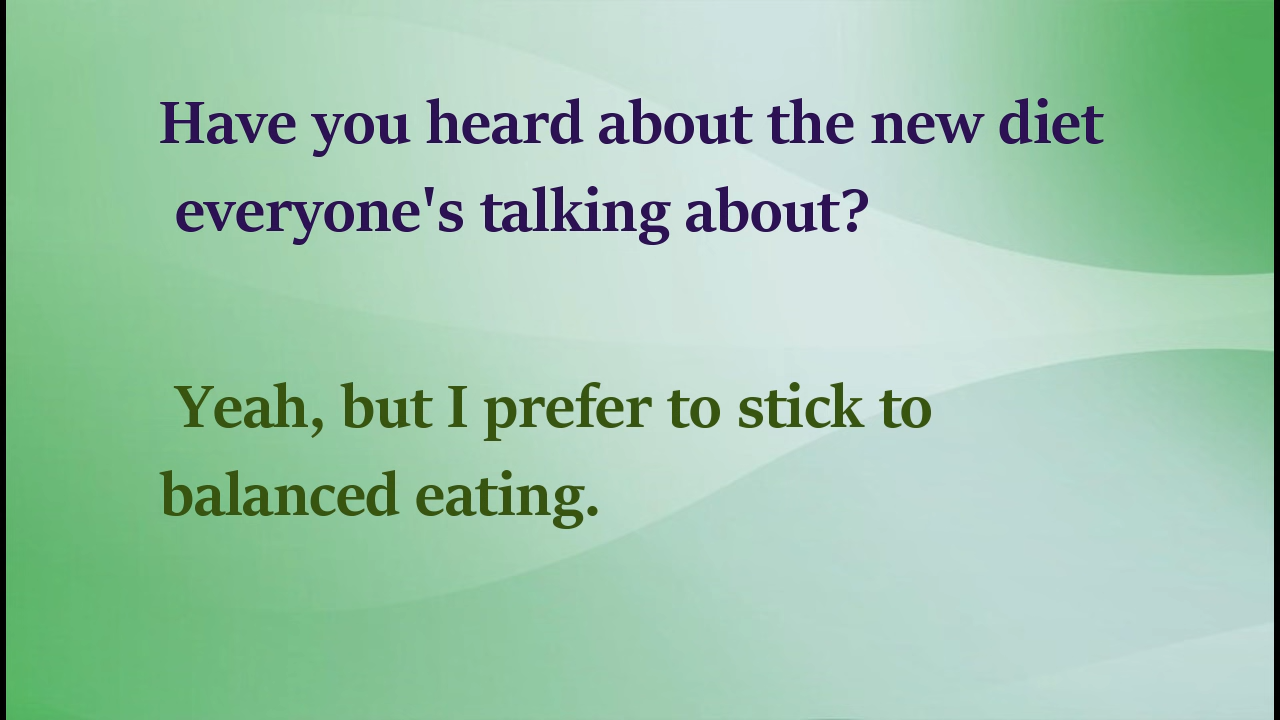 Have you heard about the new diet
everyone's talking about?
Yeah, but I prefer to stick to
balanced eating.